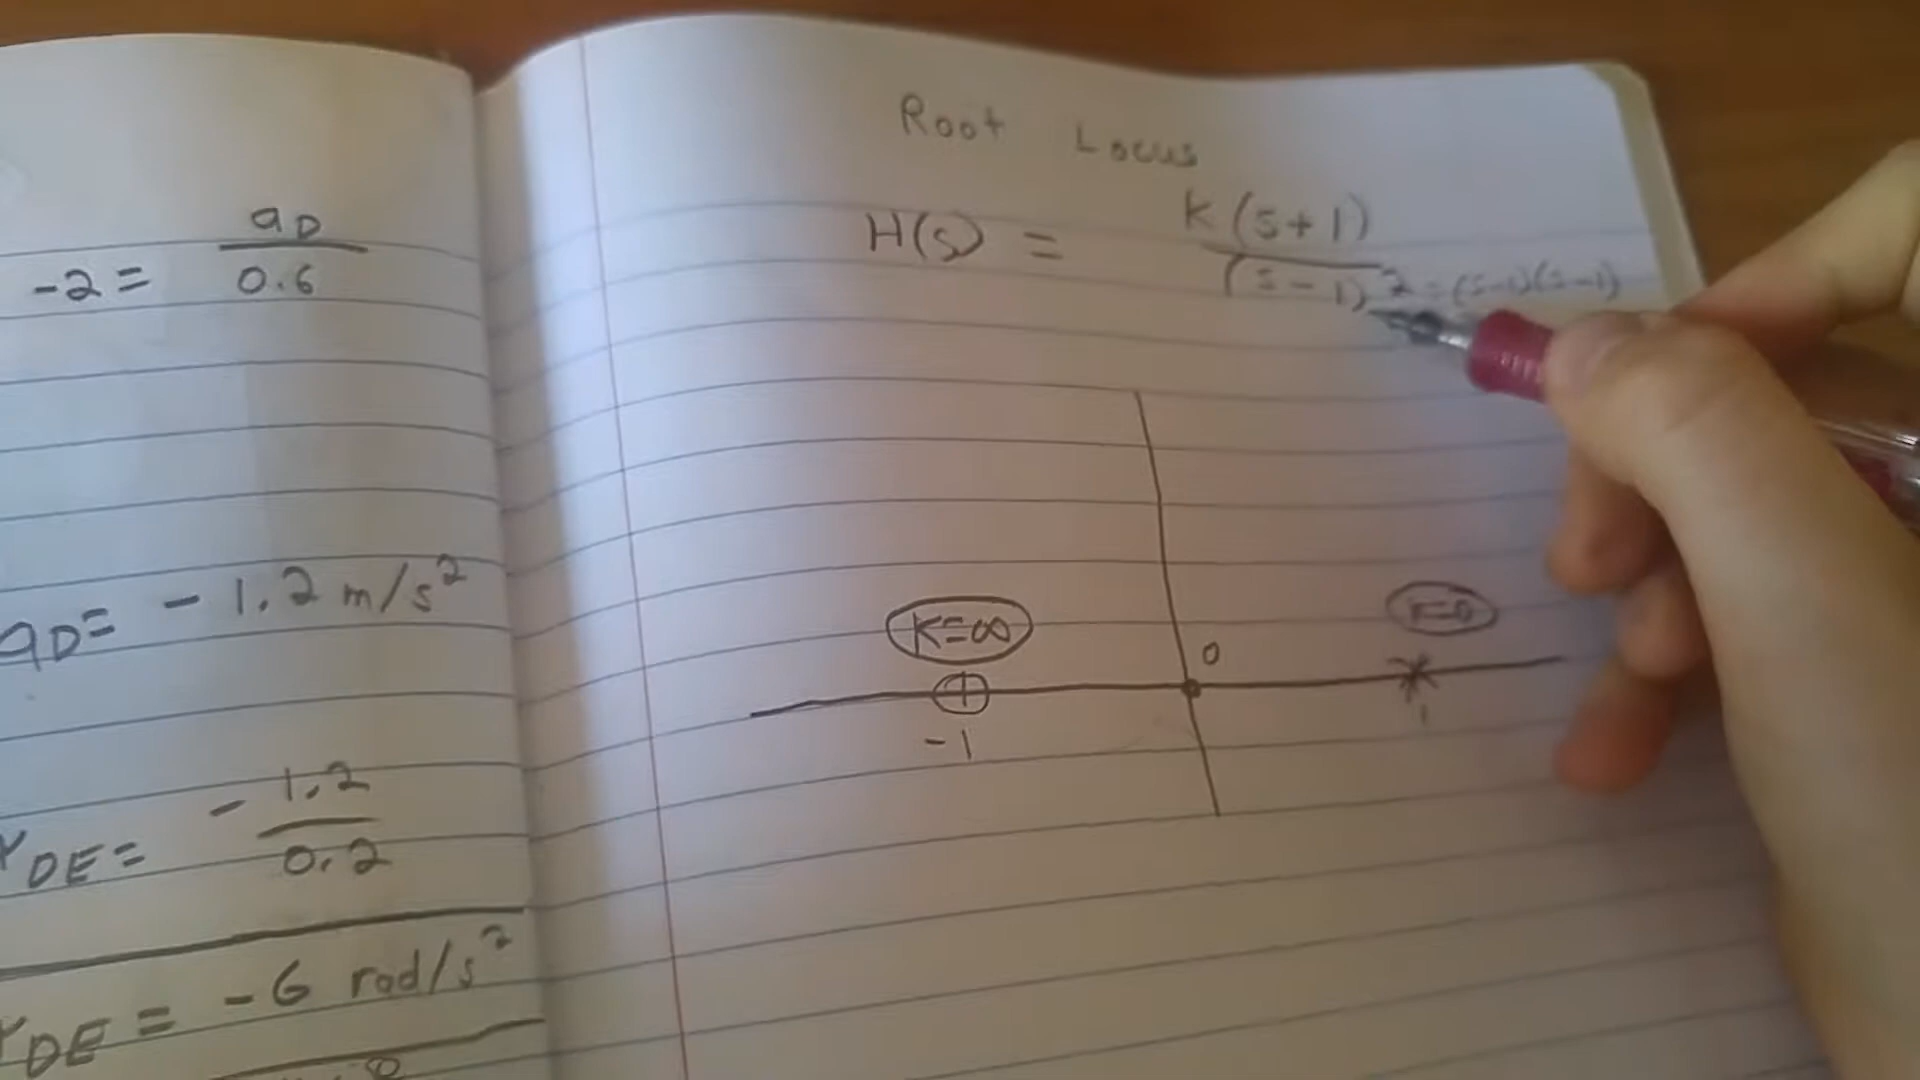 -2 = aD / 0.6
aD = - 1.2 m/s²
DE = - 1.2 / 0.2
DE = - 6 rad/s²
Root Locus
H(s) = K(s+1) / (s-1)² = (s-1)(s-1)
K=∞
0
-1
1